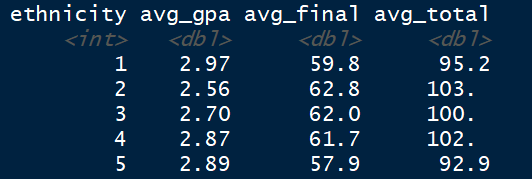 ethnicity avg_gpa avg_final avg_total
<int> <dbl> <dbl> <dbl>
1 2.97 59.8 95.2
2 2.56 62.8 103.
3 2.70 62.0 100.
4 2.87 61.7 102.
5 2.89 57.9 92.9